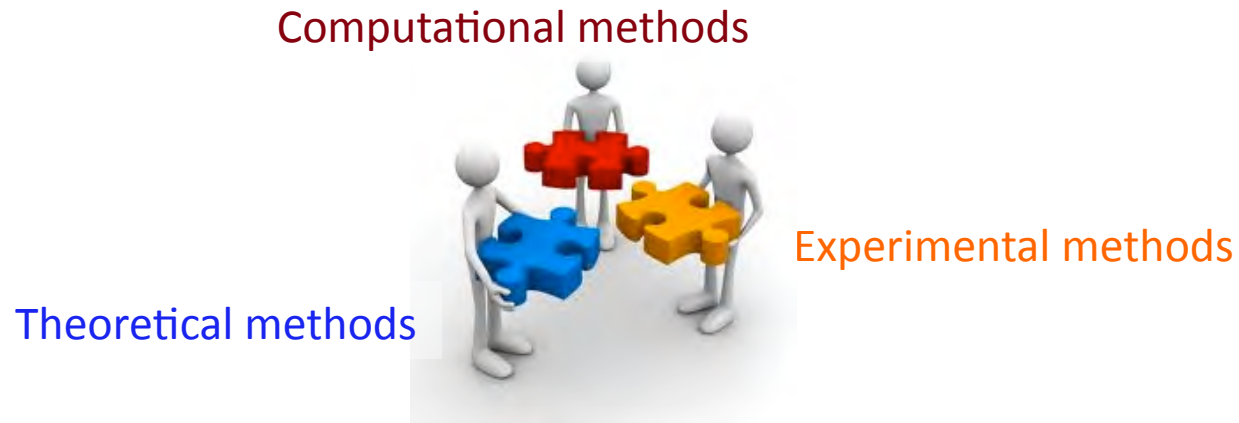 Computational methods
Experimental methods
Theoretical methods